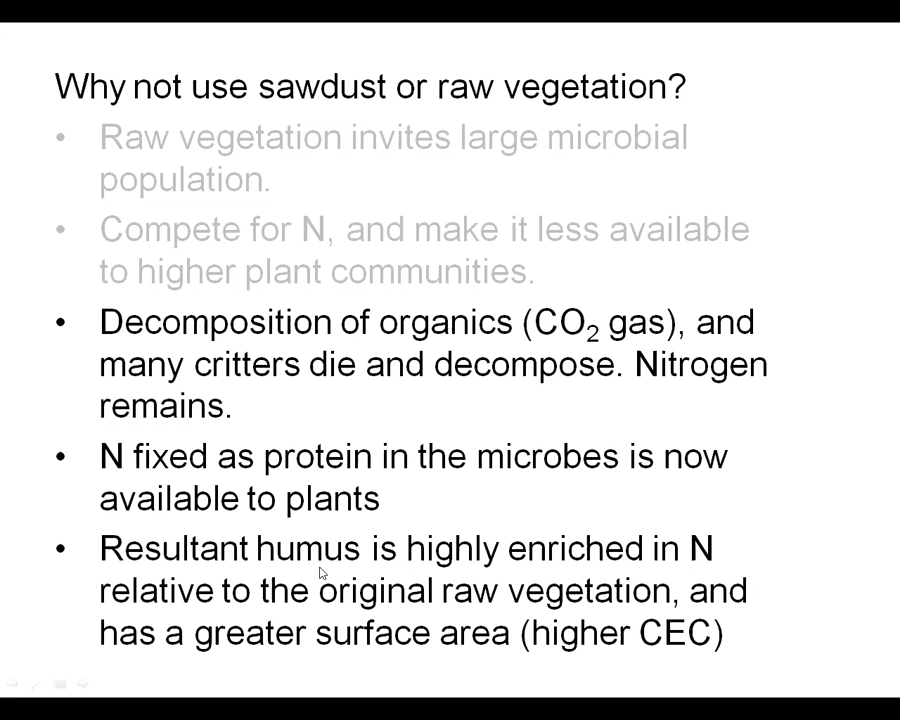 Why not use sawdust or raw vegetation?
• Raw vegetation invites large microbial
population.
• Compete for N, and make it less available
to higher plant communities.
• Decomposition of organics (CO₂ gas), and
many critters die and decompose. Nitrogen
remains.
• N fixed as protein in the microbes is now
available to plants
• Resultant humus is highly enriched in N
relative to the original raw vegetation, and
has a greater surface area (higher CEC)